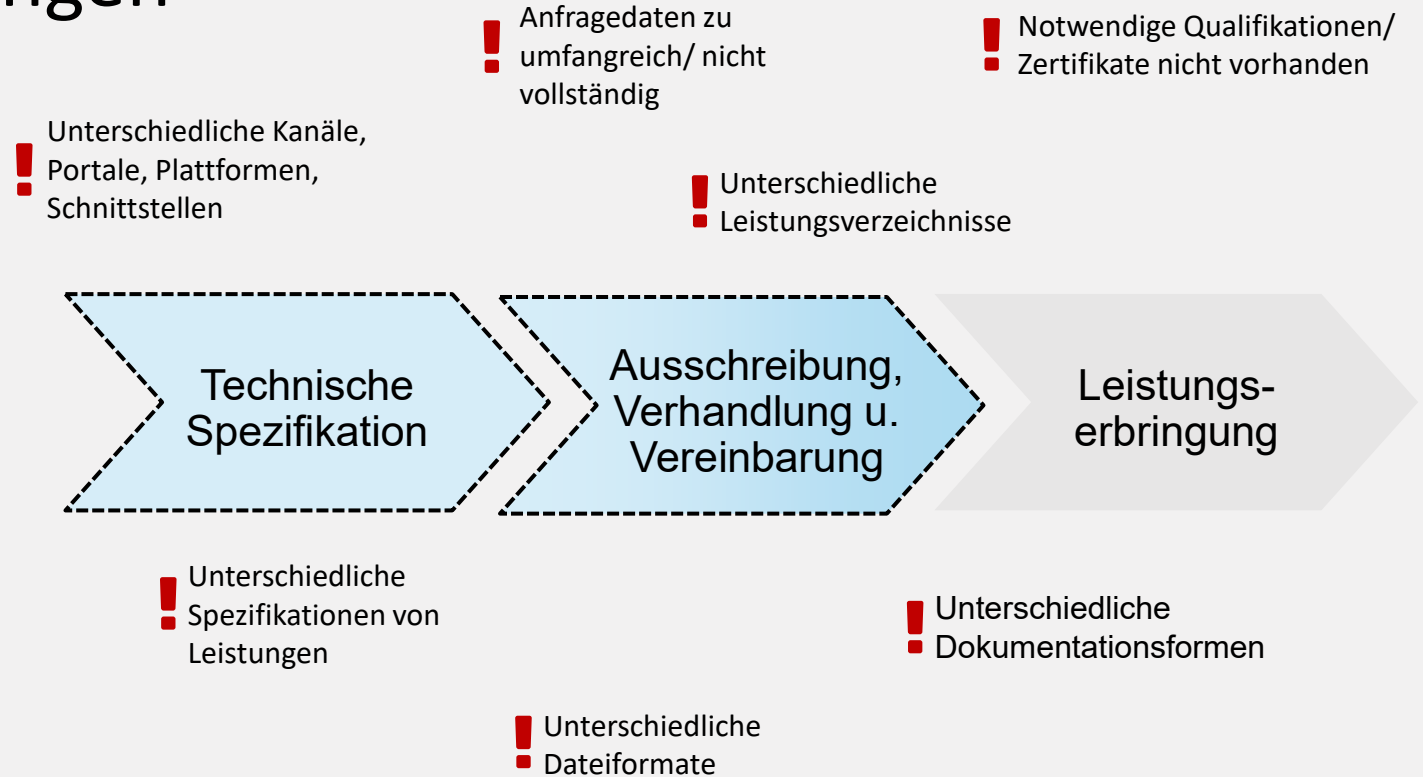 Anfragedaten zu
umfangreich/ nicht
vollständig
Notwendige Qualifikationen/
Zertifikate nicht vorhanden
Unterschiedliche Kanäle,
Portale, Plattformen,
Schnittstellen
Unterschiedliche
Leistungsverzeichnisse
Technische
Spezifikation
Ausschreibung,
Verhandlung u.
Vereinbarung
Leistungs-
erbringung
Unterschiedliche
Spezifikationen von
Leistungen
Unterschiedliche
Dokumentationsformen
Unterschiedliche
Dateiformate